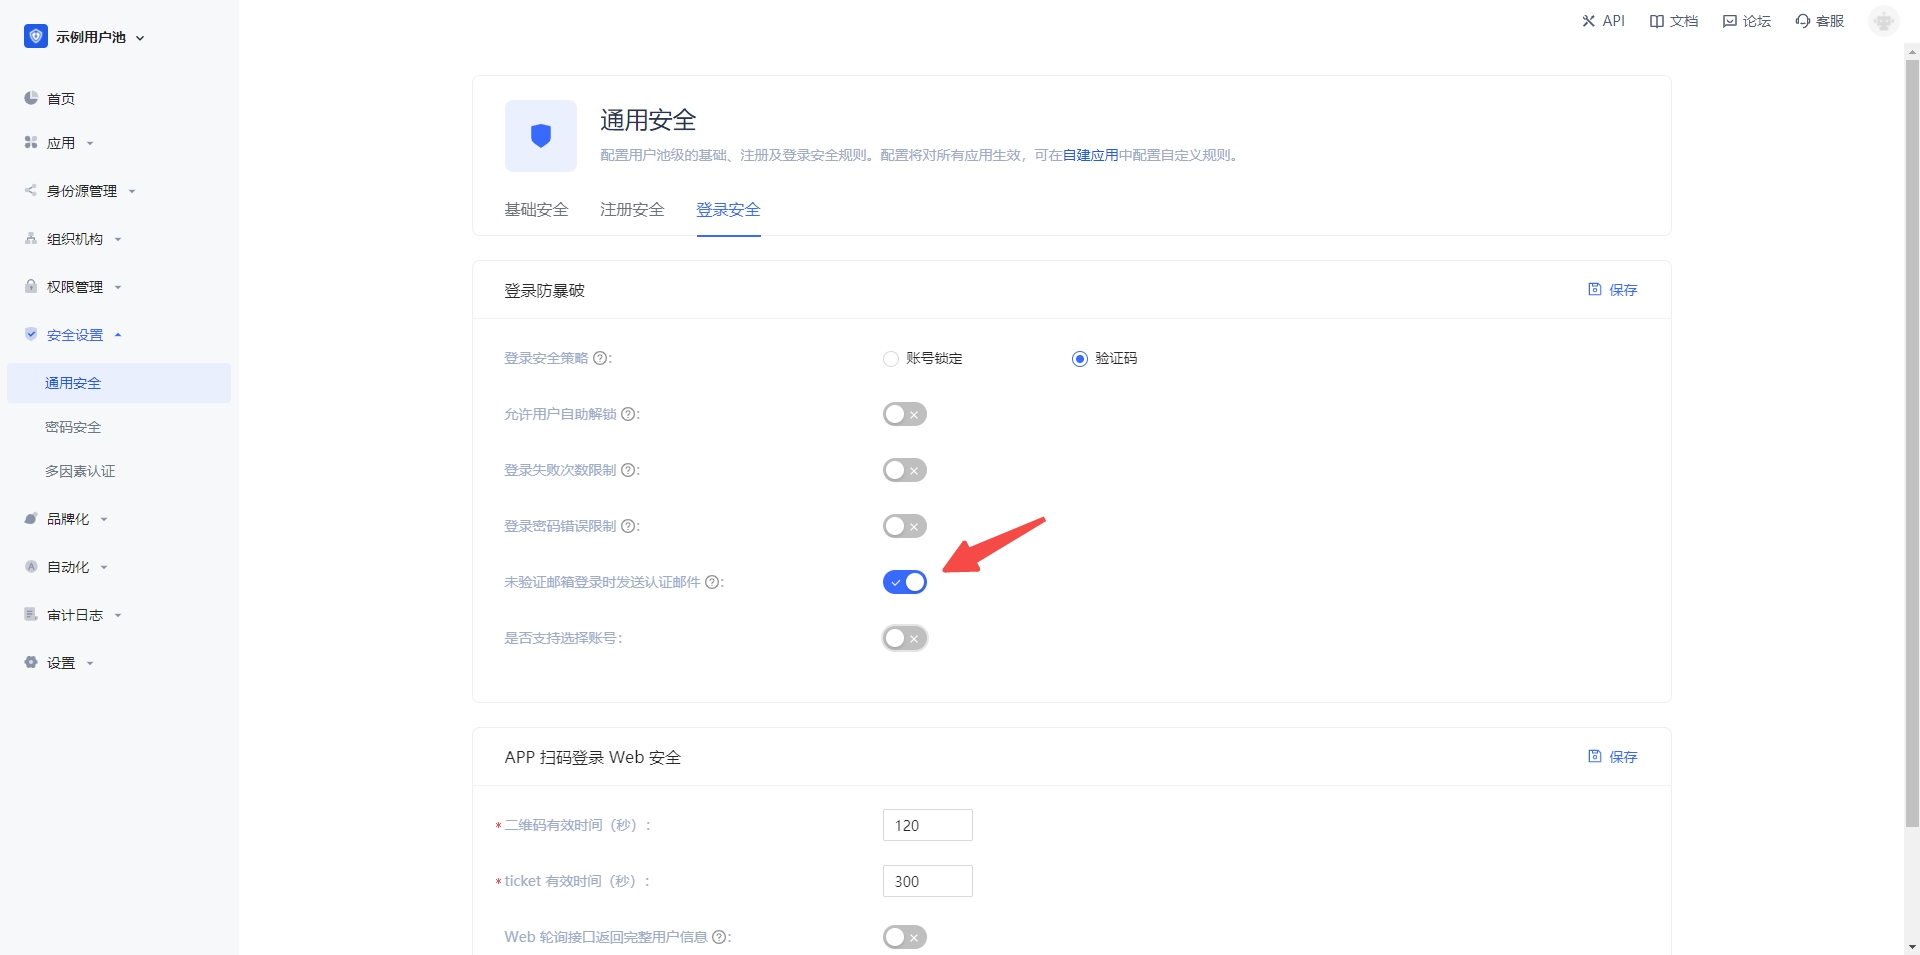 示例用户池
API 文档 论坛 客服
首页
应用
身份源管理
组织机构
权限管理
安全设置
通用安全
密码安全
多因素认证
品牌化
自动化
审计日志
设置
通用安全
配置用户池级的基础、注册及登录安全规则。配置将对所有应用生效，可在自建应用中配置自定义规则。
基础安全 注册安全 登录安全
登录防暴破 保存
登录安全策略 ?: 账号锁定 验证码
允许用户自助解锁 ?:
登录失败次数限制 ?:
登录密码错误限制 ?:
未验证邮箱登录时发送认证邮件 ?:
是否支持选择账号:
APP 扫码登录 Web 安全 保存
* 二维码有效时间（秒）: 120
* ticket 有效时间（秒）: 300
Web 轮询接口返回完整用户信息 ?: